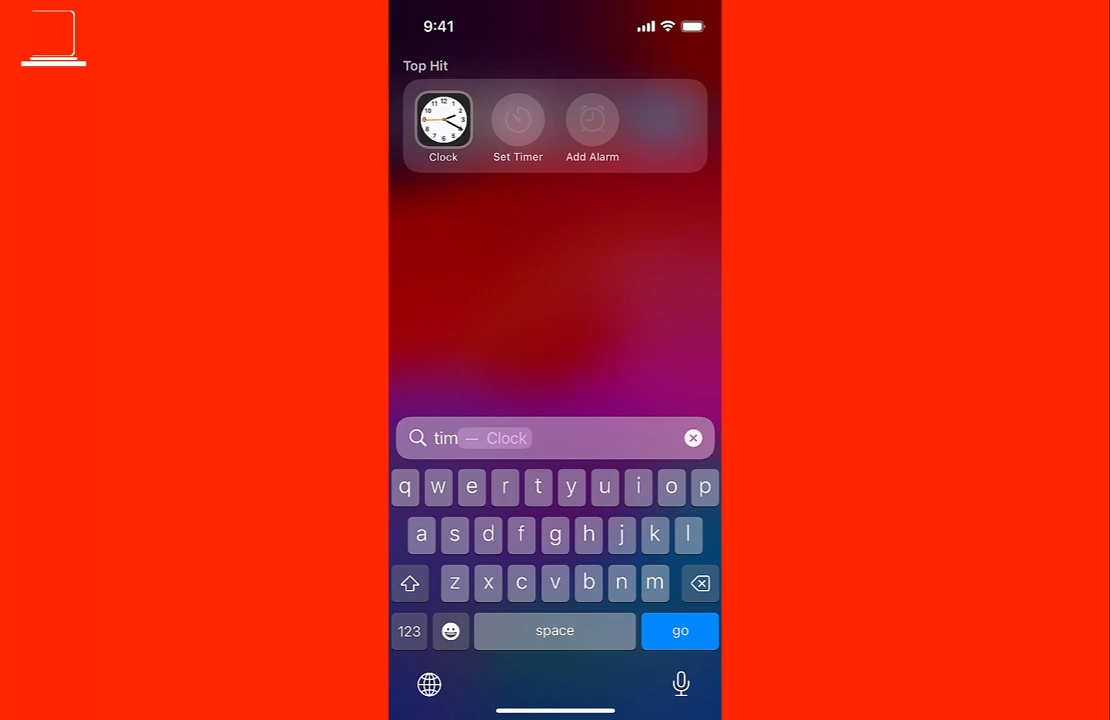 9:41
Top Hit
Clock
Set Timer
Add Alarm
tim — Clock
q w e r t y u i o p
a s d f g h j k l
z x c v b n m
123 space go